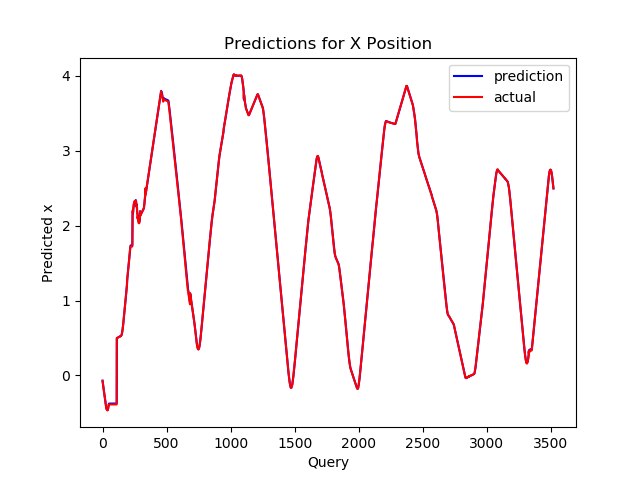 Predictions for X Position
prediction
actual
Predicted x
4
3
2
1
0
0 500 1000 1500 2000 2500 3000 3500
Query